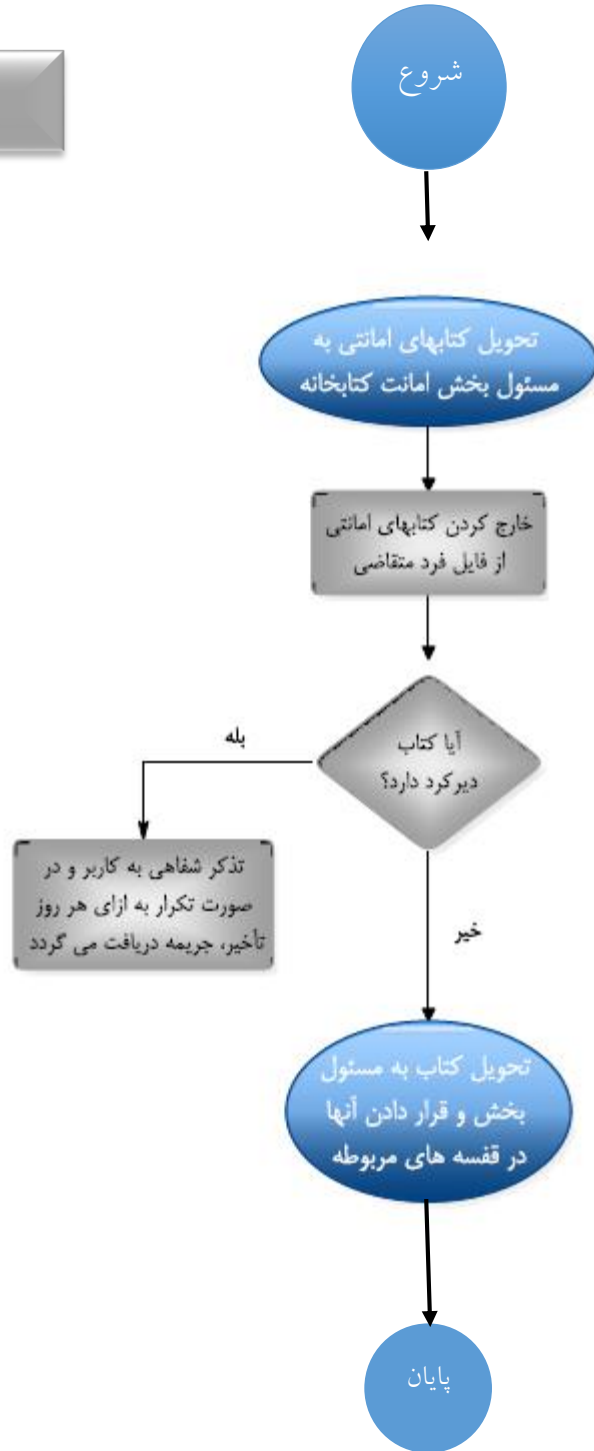 شروع
تحویل کتابهای امانتی به
مسئول بخش امانت کتابخانه
خارج کردن کتابهای امانتی
از فایل فرد متقاضی
آیا کتاب
دیرکرد دارد؟
بله
تذکر شفاهی به کاربر و در
صورت تکرار به ازای هر روز
تأخیر، جریمه دریافت می گردد
خیر
تحویل کتاب به مسئول
بخش و قرار دادن آنها
در قفسه های مربوطه
پایان